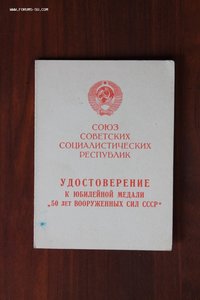 www.forums-su.com
СОЮЗ
СОВЕТСКИХ
СОЦИАЛИСТИЧЕСКИХ
РЕСПУБЛИК
УДОСТОВЕРЕНИЕ
К ЮБИЛЕЙНОЙ МЕДАЛИ
„50 ЛЕТ ВООРУЖЕННЫХ СИЛ СССР“